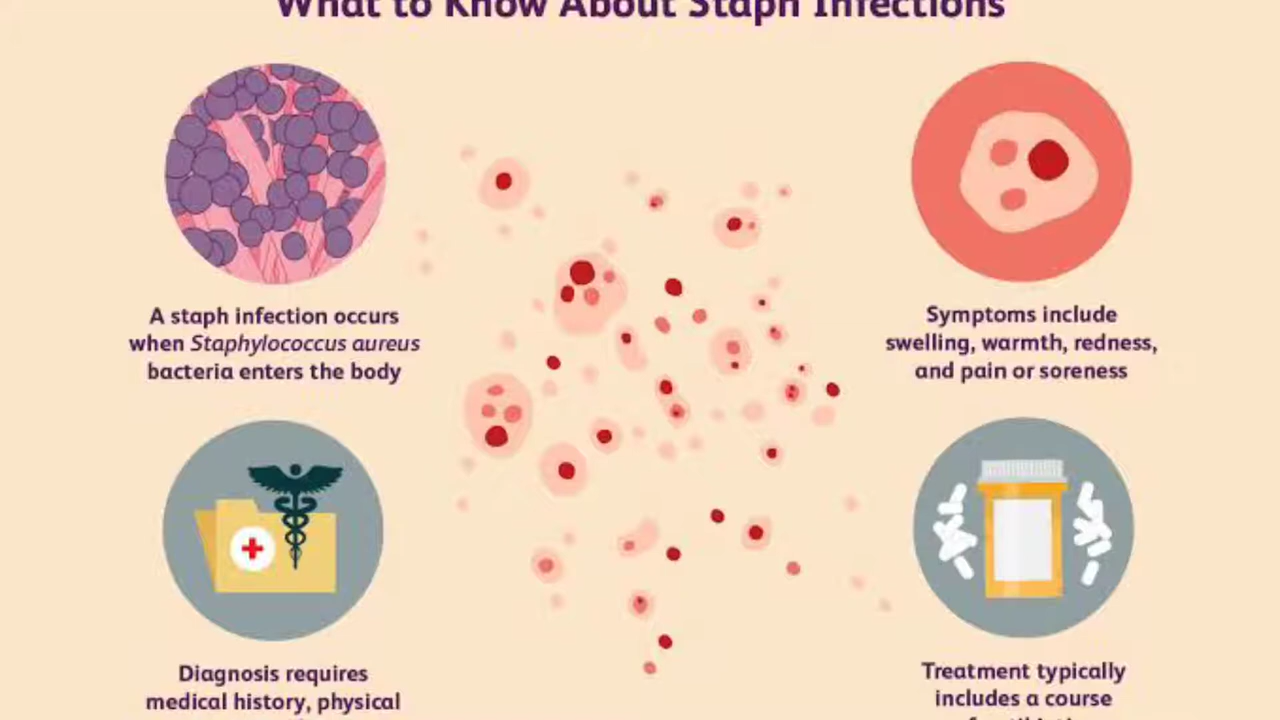 What to Know About Staph Infections
A staph infection occurs
when Staphylococcus aureus
bacteria enters the body
Symptoms include
swelling, warmth, redness,
and pain or soreness
Diagnosis requires
medical history, physical
Treatment typically
includes a course